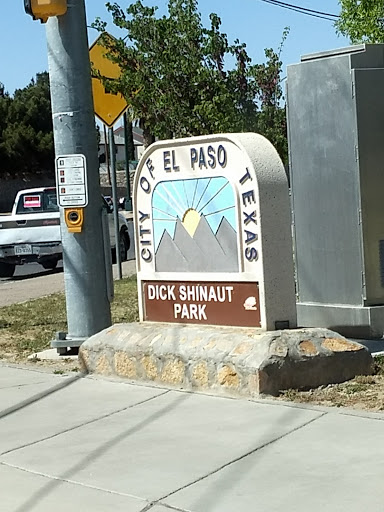 CITY OF EL PASO TEXAS
DICK SHINAUT
PARK